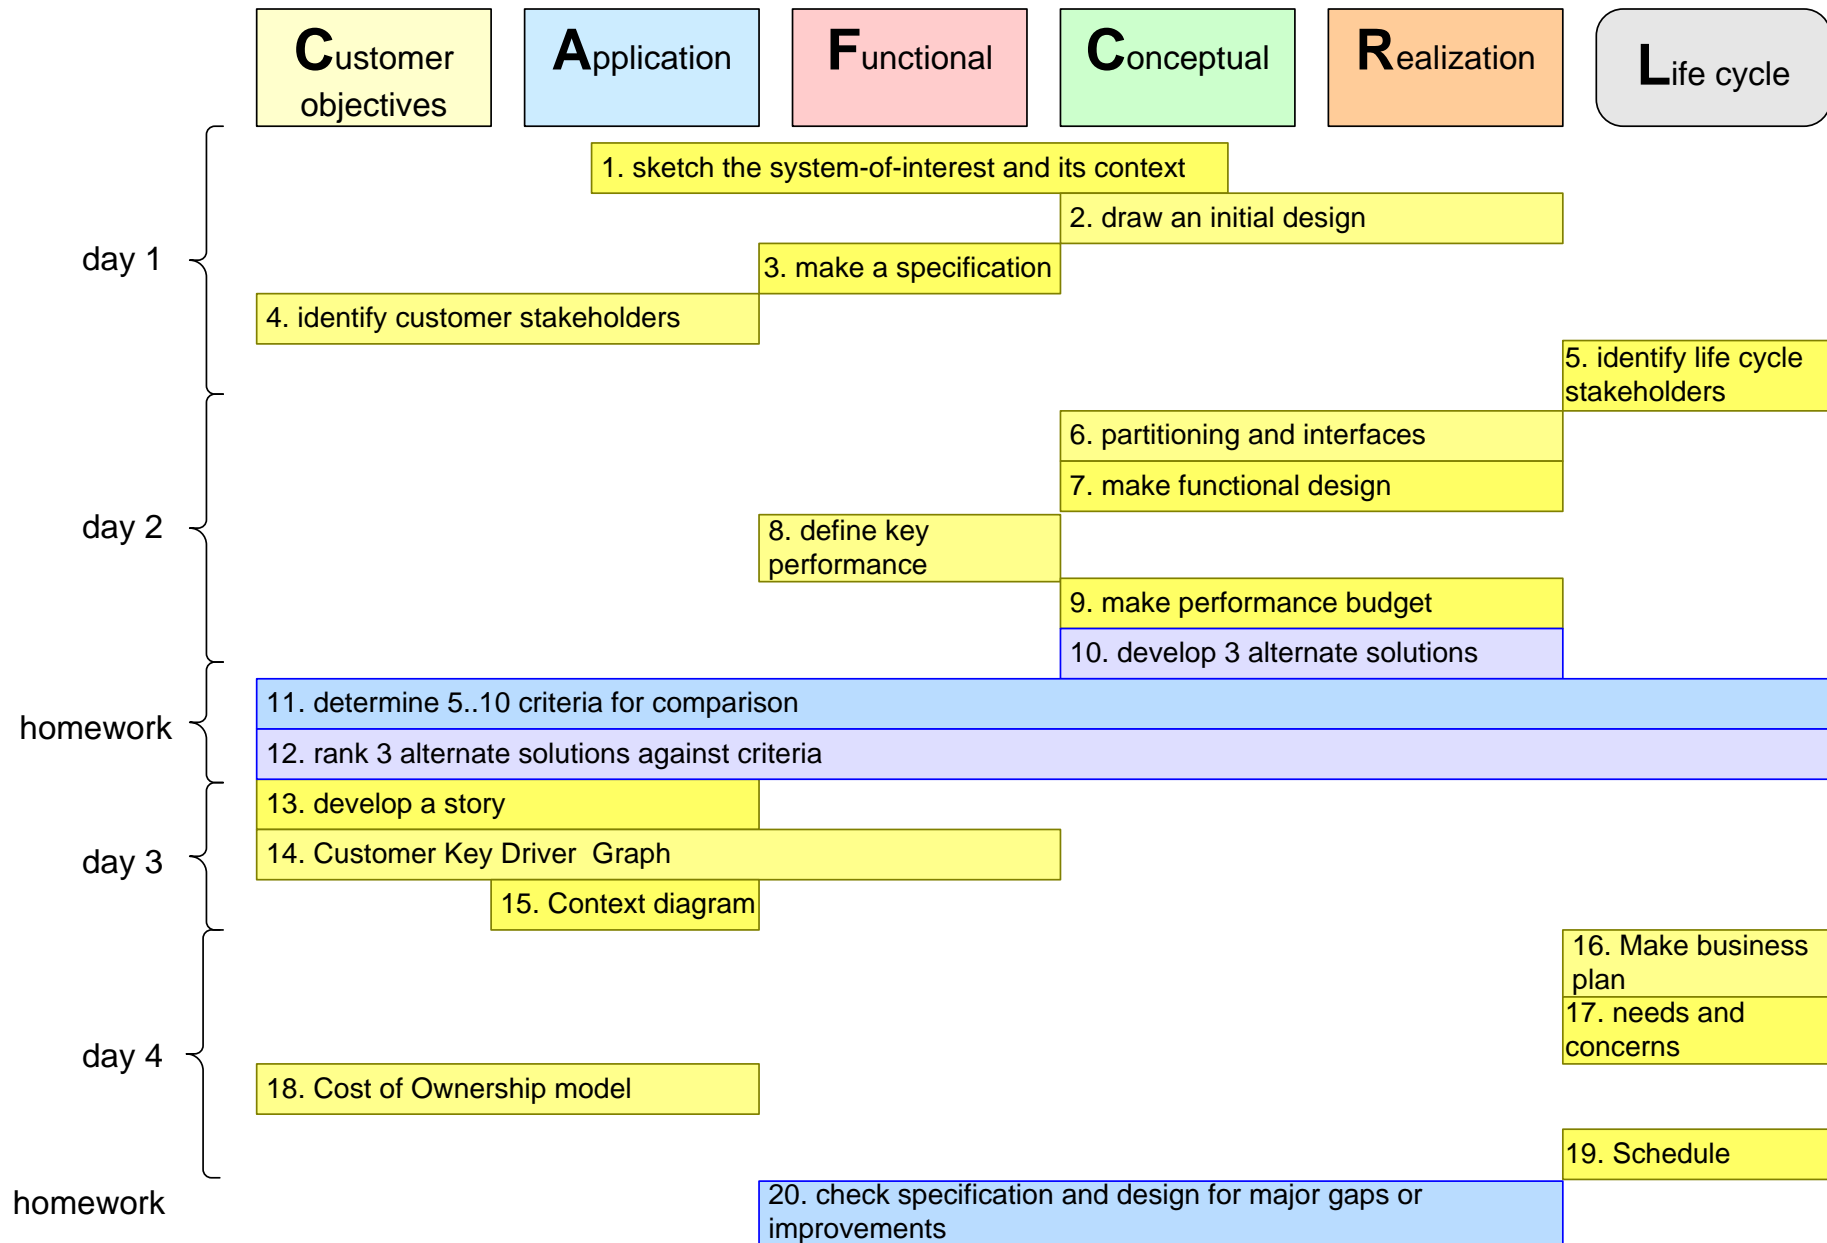 Customer
objectives
Application
Functional
Conceptual
Realization
Life cycle
day 1
1. sketch the system-of-interest and its context
2. draw an initial design
3. make a specification
4. identify customer stakeholders
5. identify life cycle
stakeholders
day 2
6. partitioning and interfaces
7. make functional design
8. define key
performance
9. make performance budget
10. develop 3 alternate solutions
homework
11. determine 5..10 criteria for comparison
12. rank 3 alternate solutions against criteria
day 3
13. develop a story
14. Customer Key Driver  Graph
15. Context diagram
day 4
16. Make business
plan
17. needs and
concerns
18. Cost of Ownership model
19. Schedule
homework
20. check specification and design for major gaps or
improvements